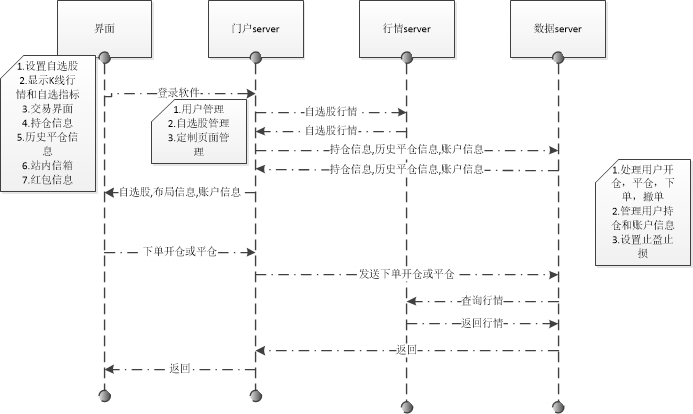 界面
门户server
行情server
数据server
1.设置自选股
2.显示K线行
情和自选指标
3.交易界面
4.持仓信息
5.历史平仓信
息
6.站内信箱
7.红包信息
登录软件
1.用户管理
2.自选股管理
3.定制页面管
理
自选股行情
自选股行情
持仓信息,历史平仓信息,账户信息
持仓信息,历史平仓信息,账户信息
自选股,布局信息,账户信息
1.处理用户开
仓，平仓，下
单，撤单
2.管理用户持
仓和账户信息
3.设置止盈止
损
下单开仓或平仓
发送下单开仓或平仓
查询行情
返回行情
返回
返回